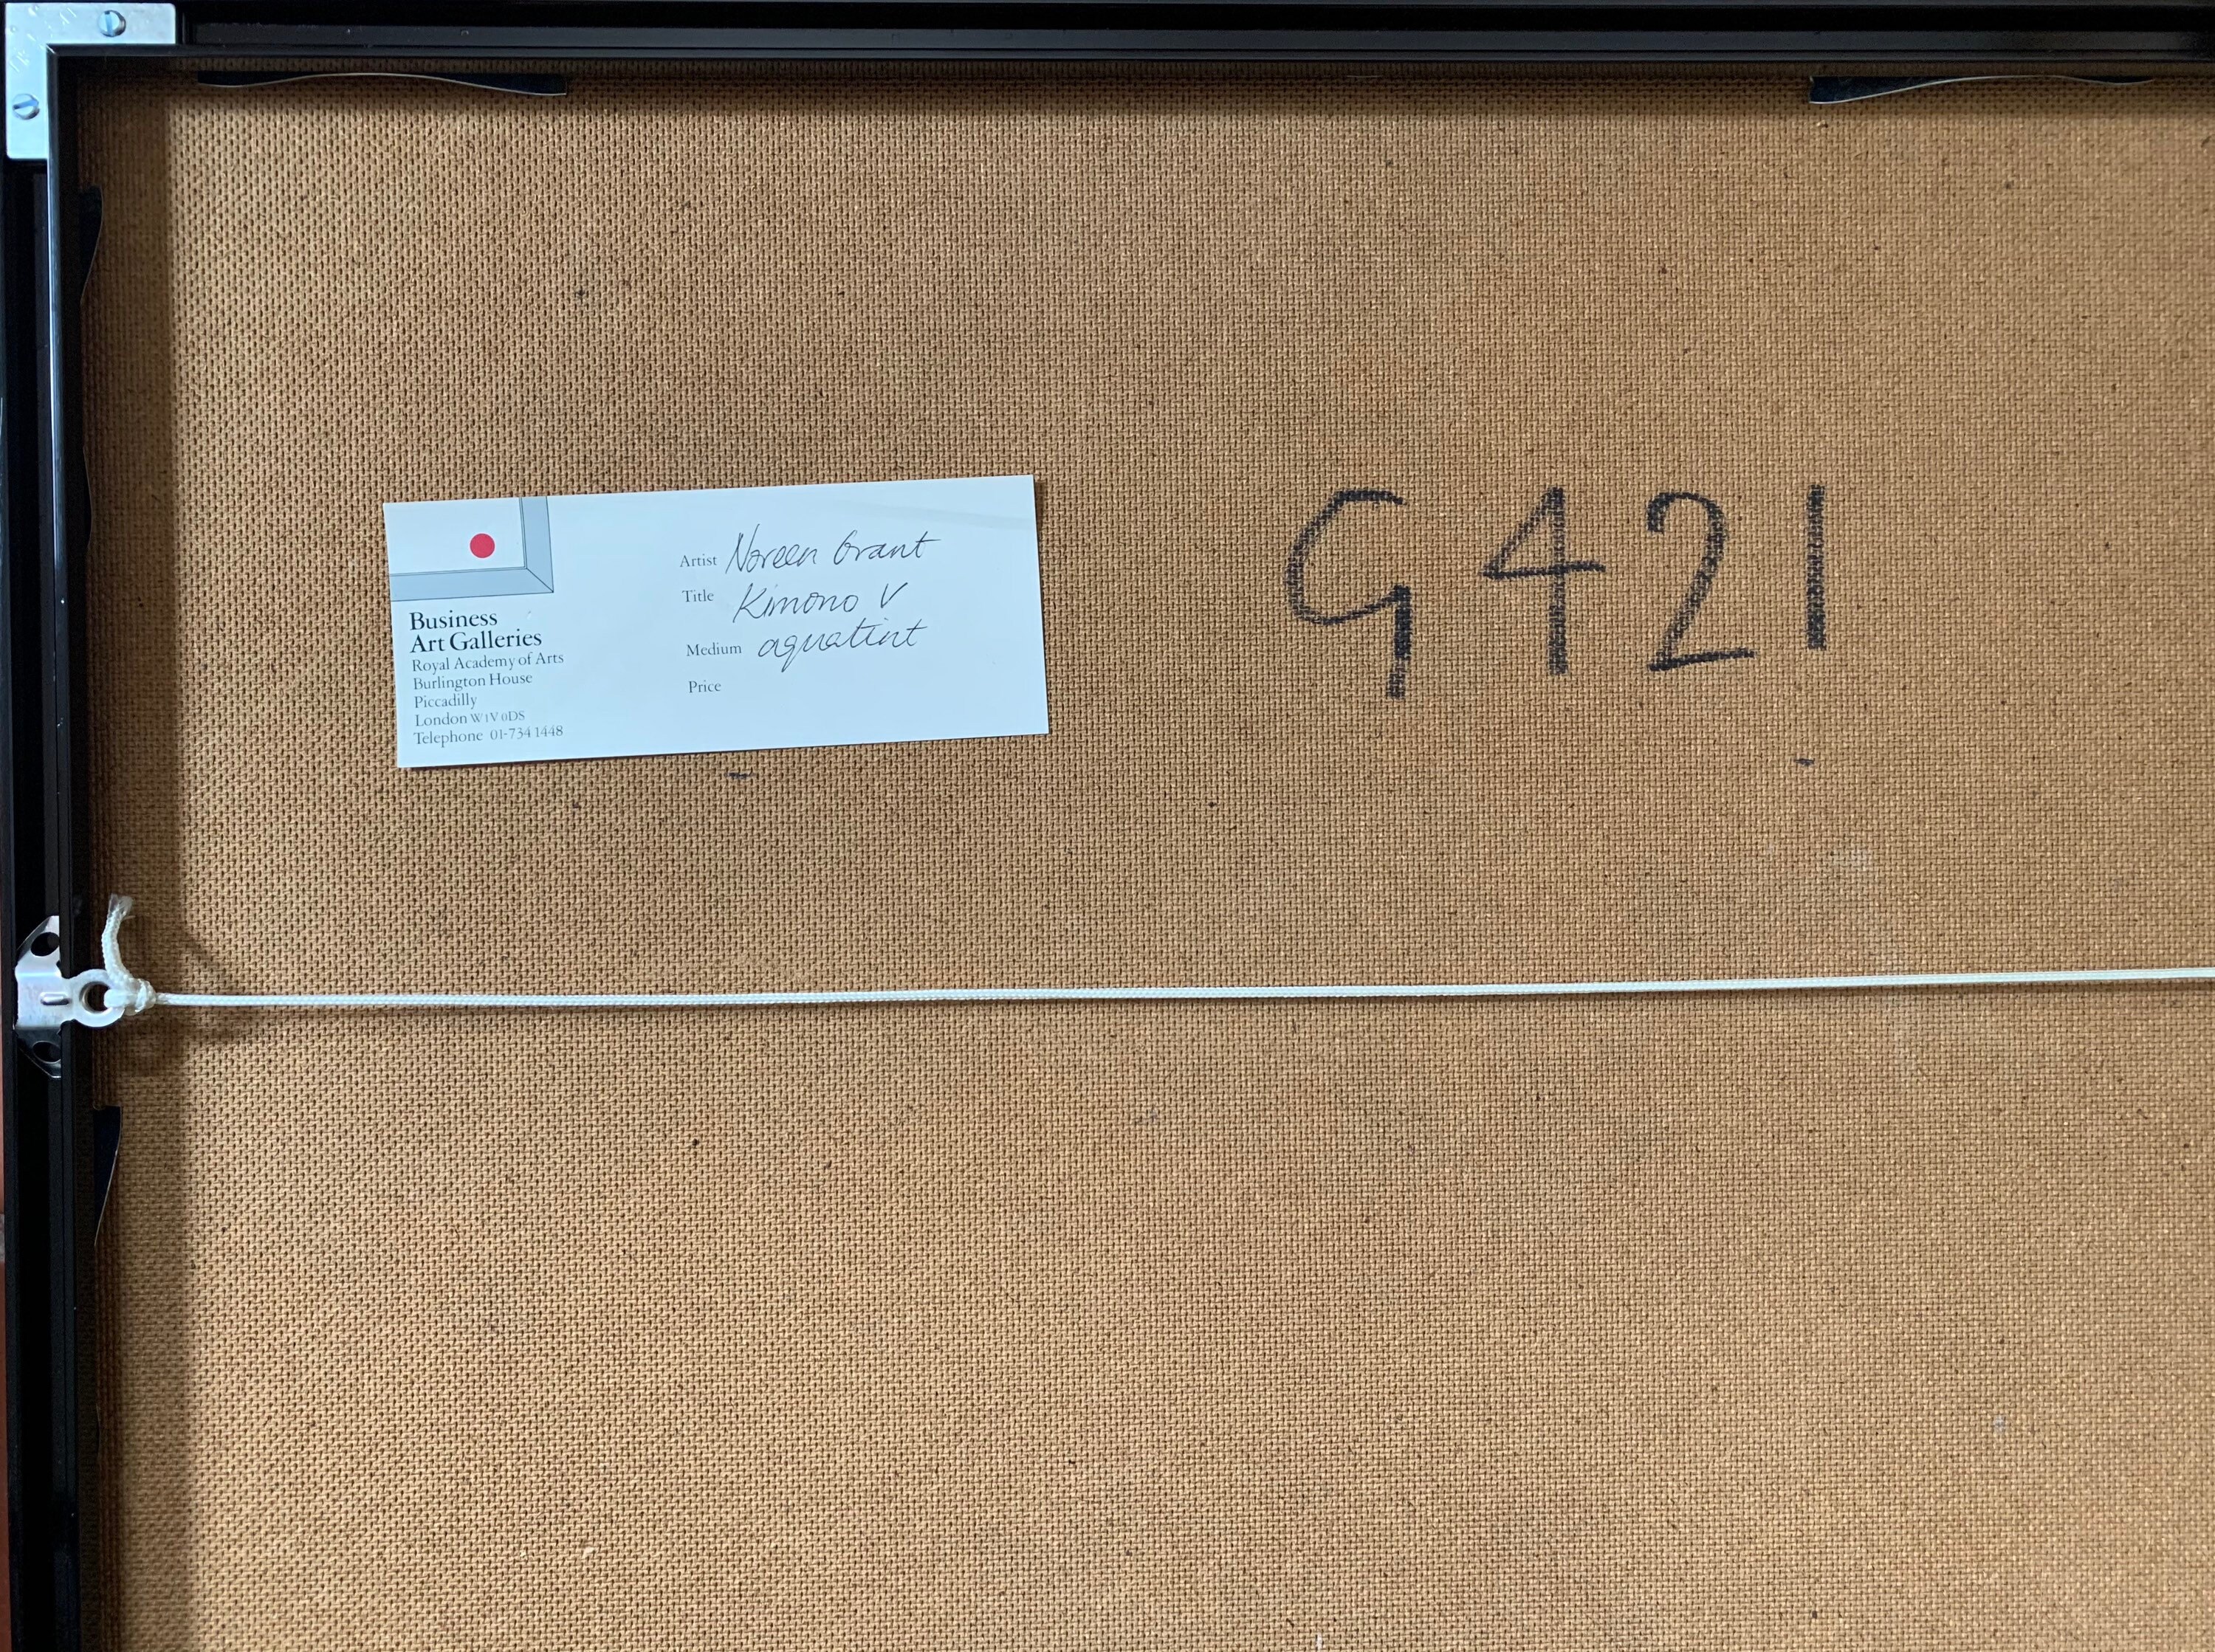 Business
Art Galleries
Royal Academy of Arts
Burlington House
Piccadilly
London W1V 0DS
Telephone 01-734 1448
Artist Noreen Grant
Title Kimono V
Medium aquatint
Price
G421